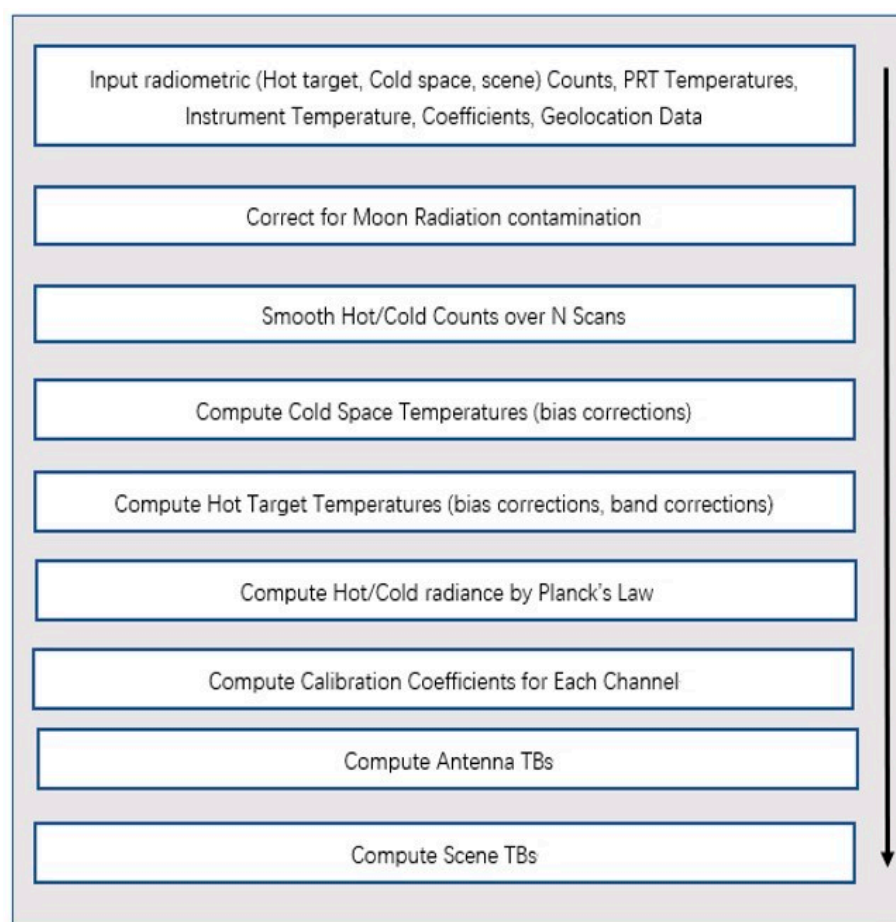 Input radiometric (Hot target, Cold space, scene) Counts, PRT Temperatures,
Instrument Temperature, Coefficients, Geolocation Data
Correct for Moon Radiation contamination
Smooth Hot/Cold Counts over N Scans
Compute Cold Space Temperatures (bias corrections)
Compute Hot Target Temperatures (bias corrections, band corrections)
Compute Hot/Cold radiance by Planck's Law
Compute Calibration Coefficients for Each Channel
Compute Antenna TBs
Compute Scene TBs